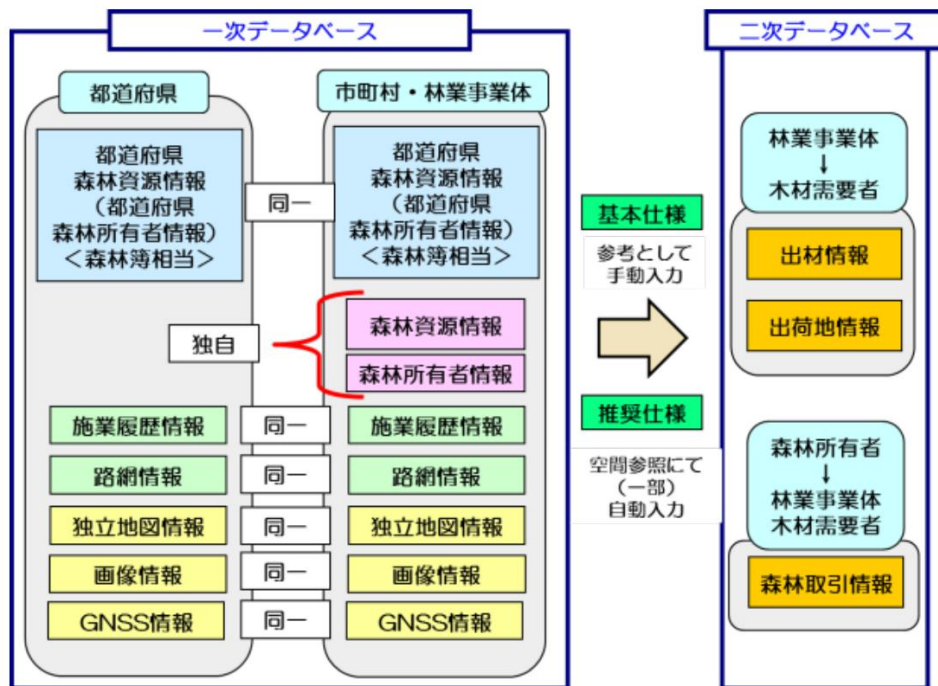 一次データベース
都道府県
都道府県
森林資源情報
（都道府県
森林所有者情報）
＜森林簿相当＞
施業履歴情報
路網情報
独立地図情報
画像情報
GNSS情報
同一
独自
同一
同一
同一
同一
同一
市町村・林業事業体
都道府県
森林資源情報
（都道府県
森林所有者情報）
＜森林簿相当＞
森林資源情報
森林所有者情報
施業履歴情報
路網情報
独立地図情報
画像情報
GNSS情報
基本仕様
参考として
手動入力
推奨仕様
空間参照にて
（一部）
自動入力
二次データベース
林業事業体
↓
木材需要者
出材情報
出荷地情報
森林所有者
↓
林業事業体
木材需要者
森林取引情報